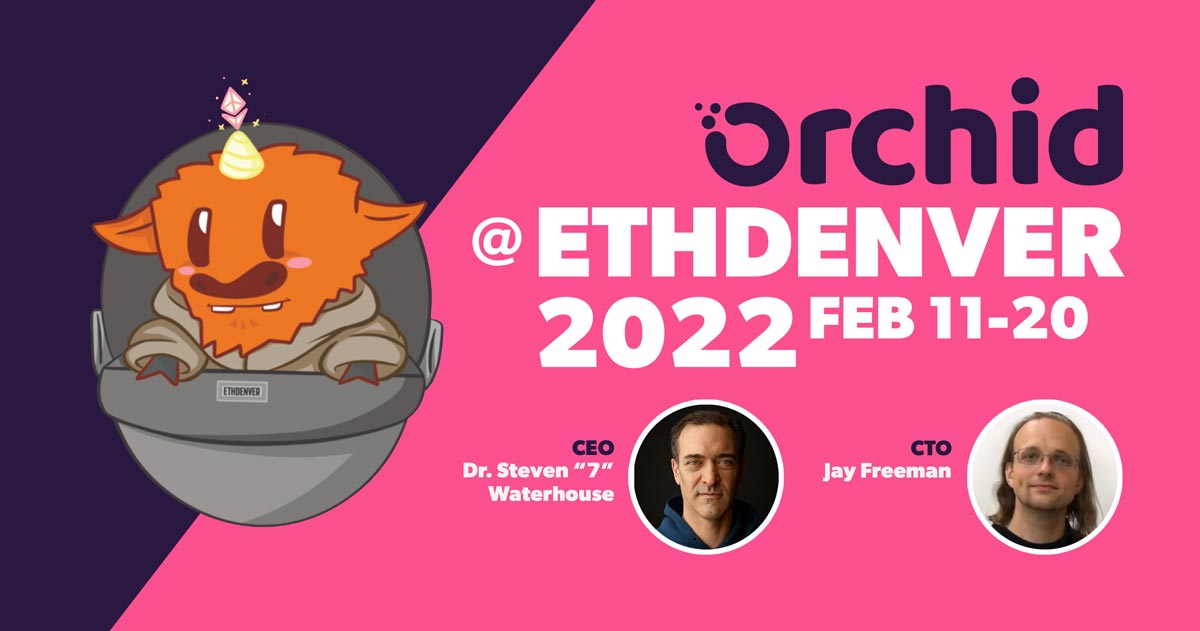 Orchid
@ ETHDENVER
2022 FEB 11-20
ETHDENVER
CEO
Dr. Steven “7”
Waterhouse
CTO
Jay Freeman